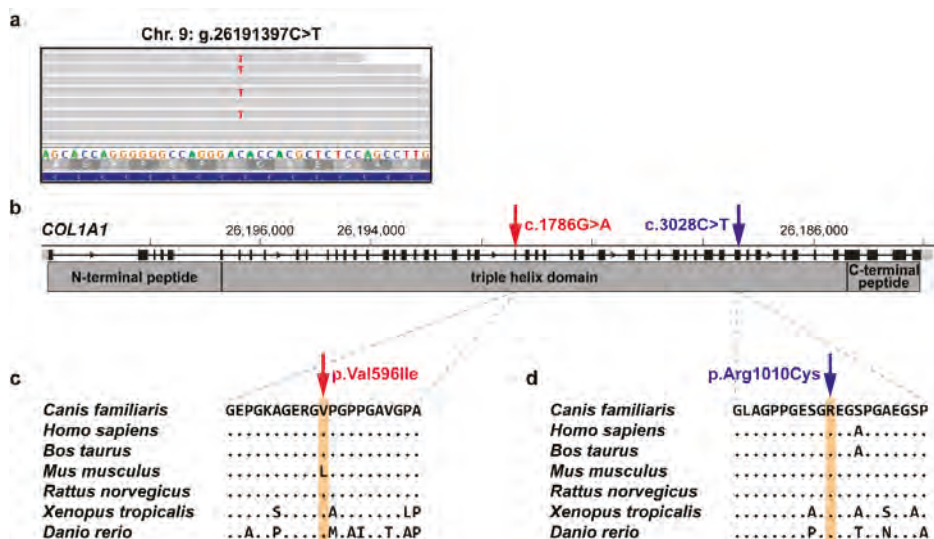 a
Chr. 9: g.26191397C>T
T
T
T
T
AGCACCAGGGGGGCCAGGGACACCACGCTCTCCAGCCTTG
b
COL1A1 26,196,000 26,194,000 c.1786G>A c.3028C>T 26,186,000
N-terminal peptide triple helix domain C-terminal peptide
c
p.Val596Ile
Canis familiaris GEPGKAGERGVPGPPGAVGPA
Homo sapiens .....................
Bos taurus .....................
Mus musculus ..........L..........
Rattus norvegicus .....................
Xenopus tropicalis .....S.....A.......LP
Danio rerio ..A..P.....M.AI..T.AP
d
p.Arg1010Cys
Canis familiaris GLAGPPGESGREGSPGAEGSP
Homo sapiens .............A.......
Bos taurus .............A.......
Mus musculus .....................
Rattus norvegicus .....................
Xenopus tropicalis ........A....A..S..A.
Danio rerio ........P....T..N...A